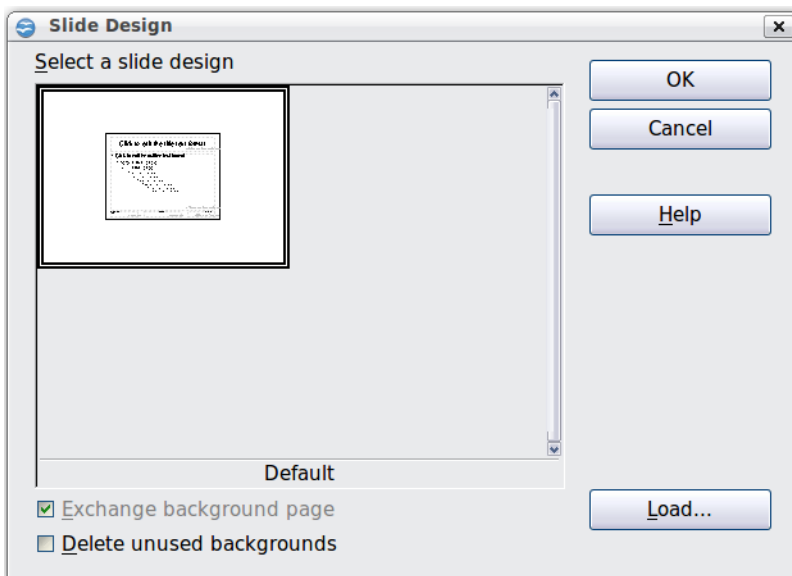 Slide Design
Select a slide design
OK
Cancel
Help
Default
Exchange background page
Load...
Delete unused backgrounds